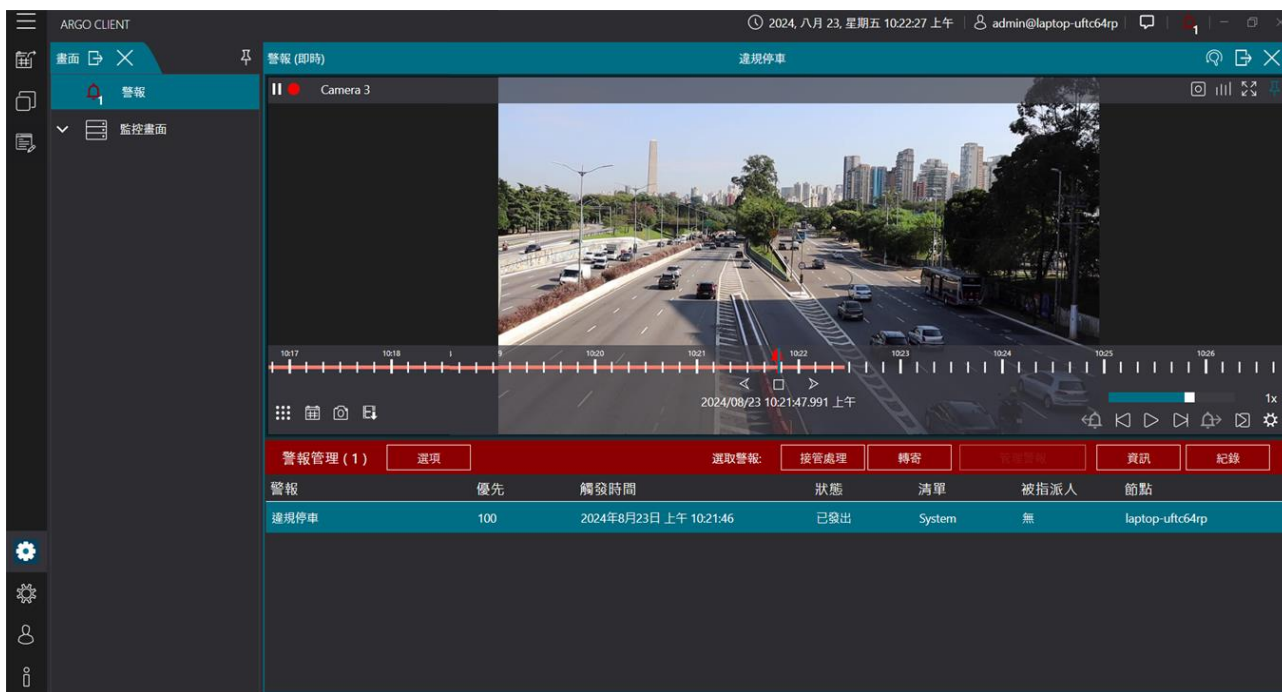 ARGO CLIENT
2024, 八月 23, 星期五 10:22:27 上午
admin@laptop-uftc64rp
1
畫面
警報 (即時)
違規停車
1
警報
Camera 3
監控畫面
10:17 10:18 9 10:20 10:21 10:22 10:23 10:24 10:25 10:26
2024/08/23 10:21:47.991 上午
1x
警報管理 ( 1 )
選項
選取警報:
接管處理
轉寄
資訊
紀錄
警報 優先 觸發時間 狀態 清單 被指派人 節點
違規停車 100 2024年8月23日 上午 10:21:46 已發出 System 無 laptop-uftc64rp